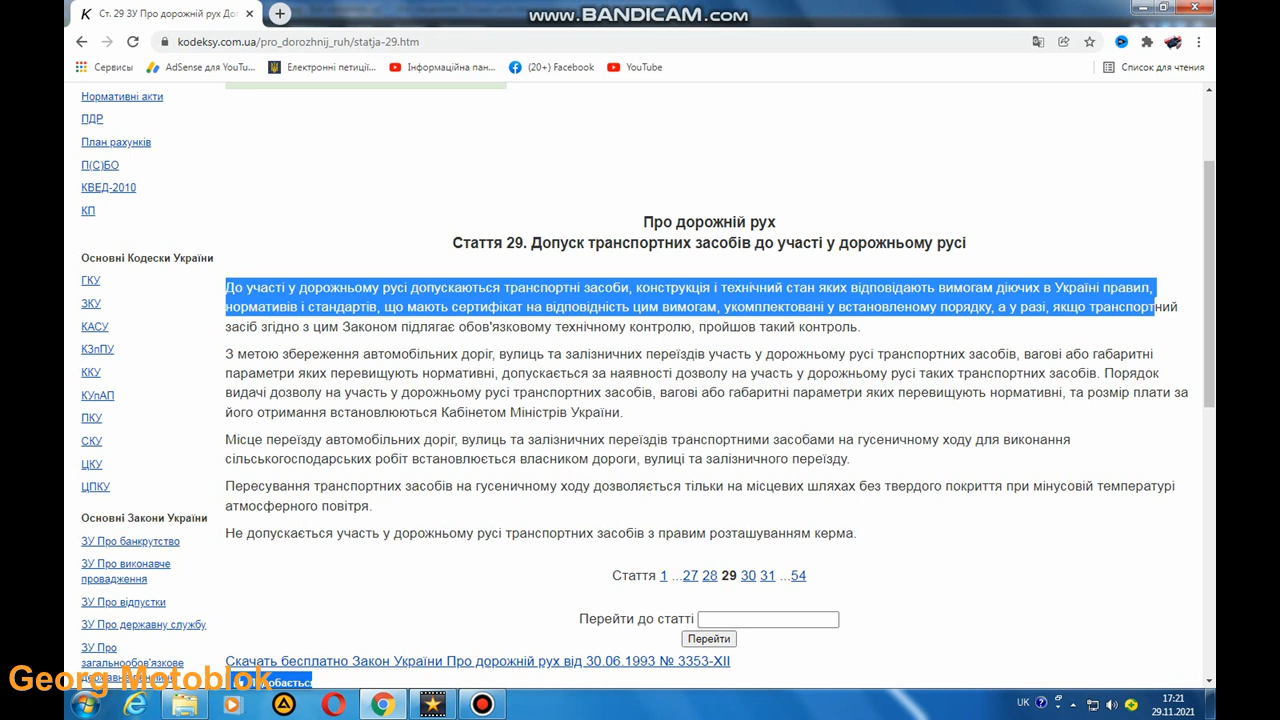 www.BANDICAM.com
Ст. 29 ЗУ Про дорожній рух До
kodeksy.com.ua/pro_dorozhnij_ruh/statja-29.htm
Сервисы
AdSense для YouTu...
Електронні петиції...
Інформаційна пан...
(20+) Facebook
YouTube
Список для чтения
Нормативні акти
ПДР
План рахунків
П(С)БО
КВЕД-2010
КП
Основні Кодекси України
ГКУ
ЗКУ
КАСУ
КЗпПУ
ККУ
КУпАП
ПКУ
СКУ
ЦКУ
ЦПКУ
Основні Закони України
ЗУ Про банкрутство
ЗУ Про виконавче
провадження
ЗУ Про відпустки
ЗУ Про державну службу
ЗУ Про
загальнообов'язкове
Про дорожній рух
Стаття 29. Допуск транспортних засобів до участі у дорожньому русі
До участі у дорожньому русі допускаються транспортні засоби, конструкція і технічний стан яких відповідають вимогам діючих в Україні правил,
нормативів і стандартів, що мають сертифікат на відповідність цим вимогам, укомплектовані у встановленому порядку, а у разі, якщо транспортний
засіб згідно з цим Законом підлягає обов'язковому технічному контролю, пройшов такий контроль.
З метою збереження автомобільних доріг, вулиць та залізничних переїздів участь у дорожньому русі транспортних засобів, вагові або габаритні
параметри яких перевищують нормативні, допускається за наявності дозволу на участь у дорожньому русі таких транспортних засобів. Порядок
видачі дозволу на участь у дорожньому русі транспортних засобів, вагові або габаритні параметри яких перевищують нормативні, та розмір плати за
його отримання встановлюються Кабінетом Міністрів України.
Місце переїзду автомобільних доріг, вулиць та залізничних переїздів транспортними засобами на гусеничному ходу для виконання
сільськогосподарських робіт встановлюється власником дороги, вулиці та залізничного переїзду.
Пересування транспортних засобів на гусеничному ходу дозволяється тільки на місцевих шляхах без твердого покриття при мінусовій температурі
атмосферного повітря.
Не допускається участь у дорожньому русі транспортних засобів з правим розташуванням керма.
Стаття 1 ...27 28 29 30 31 ...54
Перейти до статті
Перейти
Скачать бесплатно Закон України Про дорожній рух від 30.06.1993 № 3353-XII
Georg Motoblok
UK
17:21
29.11.2021